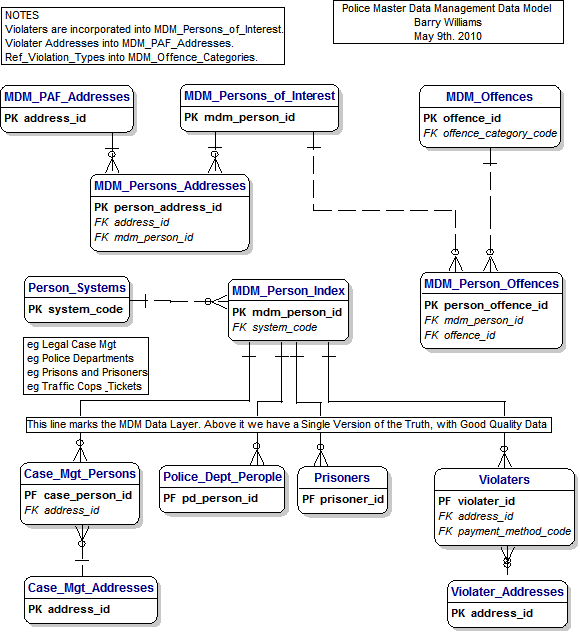 NOTES
Violaters are incorporated into MDM_Persons_of_Interest.
Violater Addresses into MDM_PAF_Addresses.
Ref_Violation_Types into MDM_Offence_Categories.
Police Master Data Management Data Model
Barry Williams
May 9th. 2010
MDM_PAF_Addresses
PK address_id
MDM_Persons_of_Interest
PK mdm_person_id
MDM_Offences
PK offence_id
FK offence_category_code
MDM_Persons_Addresses
PK person_address_id
FK address_id
FK mdm_person_id
Person_Systems
PK system_code
MDM_Person_Index
PK mdm_person_id
FK system_code
MDM_Person_Offences
PK person_offence_id
FK mdm_person_id
FK offence_id
eg Legal Case Mgt
eg Police Departments
eg Prisons and Prisoners
eg Traffic Cops_Tickets
This line marks the MDM Data Layer. Above it we have a Single Version of the Truth, with Good Quality Data
Case_Mgt_Persons
PF case_person_id
FK address_id
Police_Dept_Perople
PF pd_person_id
Prisoners
PF prisoner_id
Violaters
PF violater_id
FK address_id
FK payment_method_code
Case_Mgt_Addresses
PK address_id
Violater_Addresses
PK address_id